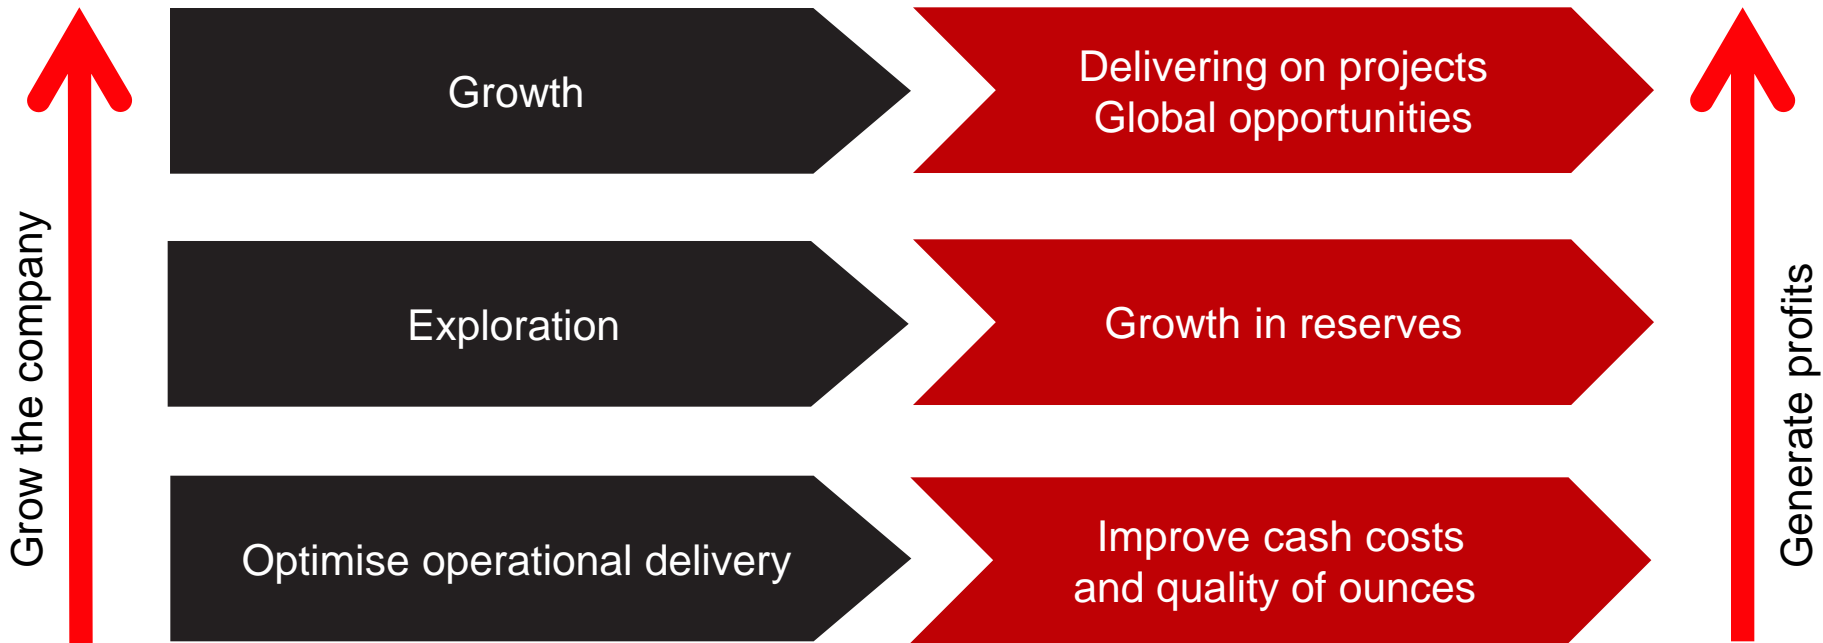 Grow the company
Growth
Delivering on projects
Global opportunities
Exploration
Growth in reserves
Optimise operational delivery
Improve cash costs
and quality of ounces
Generate profits